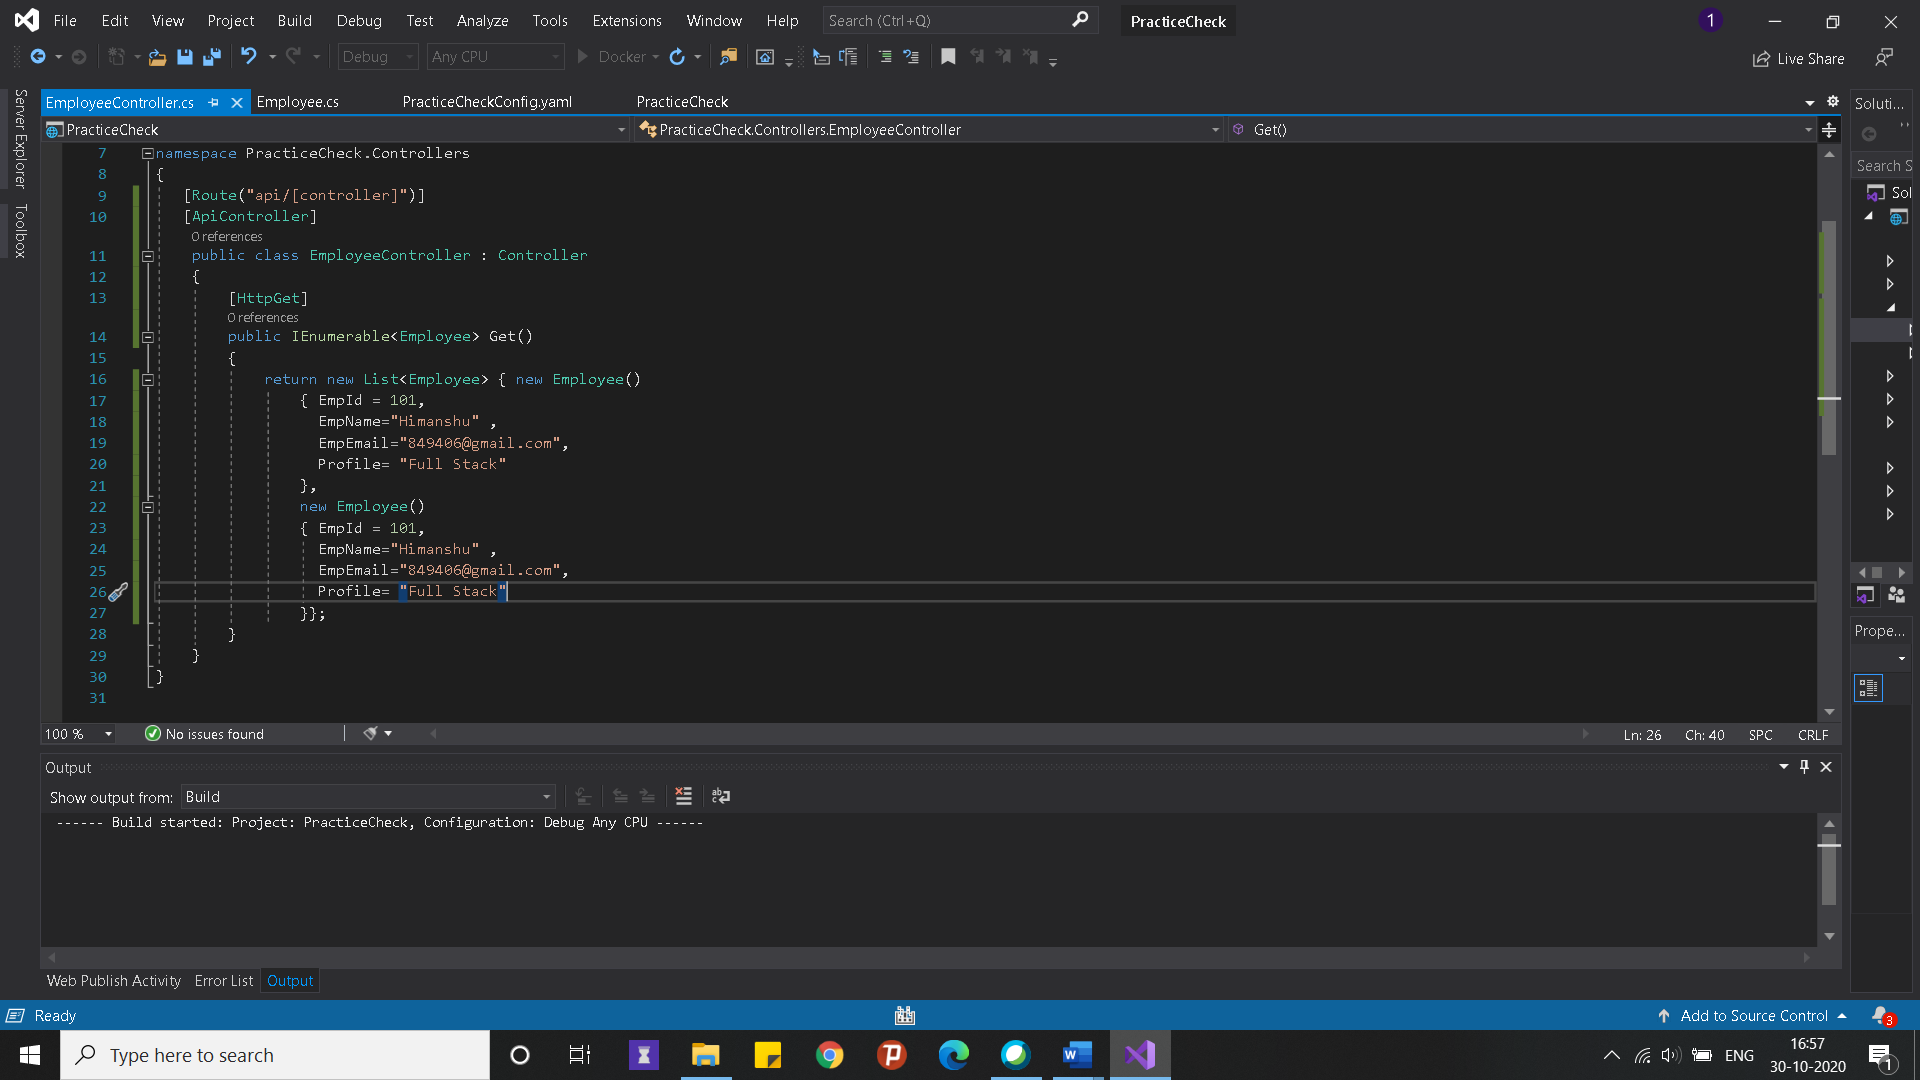 File Edit View Project Build Debug Test Analyze Tools Extensions Window Help Search (Ctrl+Q) PracticeCheck 1
Debug Any CPU Docker Live Share
Server Explorer
Toolbox
EmployeeController.cs Employee.cs PracticeCheckConfig.yaml PracticeCheck
PracticeCheck PracticeCheck.Controllers.EmployeeController Get()
7 namespace PracticeCheck.Controllers
8 {
9 [Route("api/[controller]")]
10 [ApiController]
0 references
11 public class EmployeeController : Controller
12 {
13 [HttpGet]
0 references
14 public IEnumerable<Employee> Get()
15 {
16 return new List<Employee> { new Employee()
17 { EmpId = 101,
18 EmpName="Himanshu" ,
19 EmpEmail="849406@gmail.com",
20 Profile= "Full Stack"
21 },
22 new Employee()
23 { EmpId = 101,
24 EmpName="Himanshu" ,
25 EmpEmail="849406@gmail.com",
26 Profile= "Full Stack"
27 }};
28 }
29 }
30 }
31
100 % No issues found Ln: 26 Ch: 40 SPC CRLF
Soluti...
Search S
Sol
Prope...
Output
Show output from: Build
------ Build started: Project: PracticeCheck, Configuration: Debug Any CPU ------
Web Publish Activity Error List Output
Ready Add to Source Control 3
Type here to search ENG 16:57
30-10-2020 1